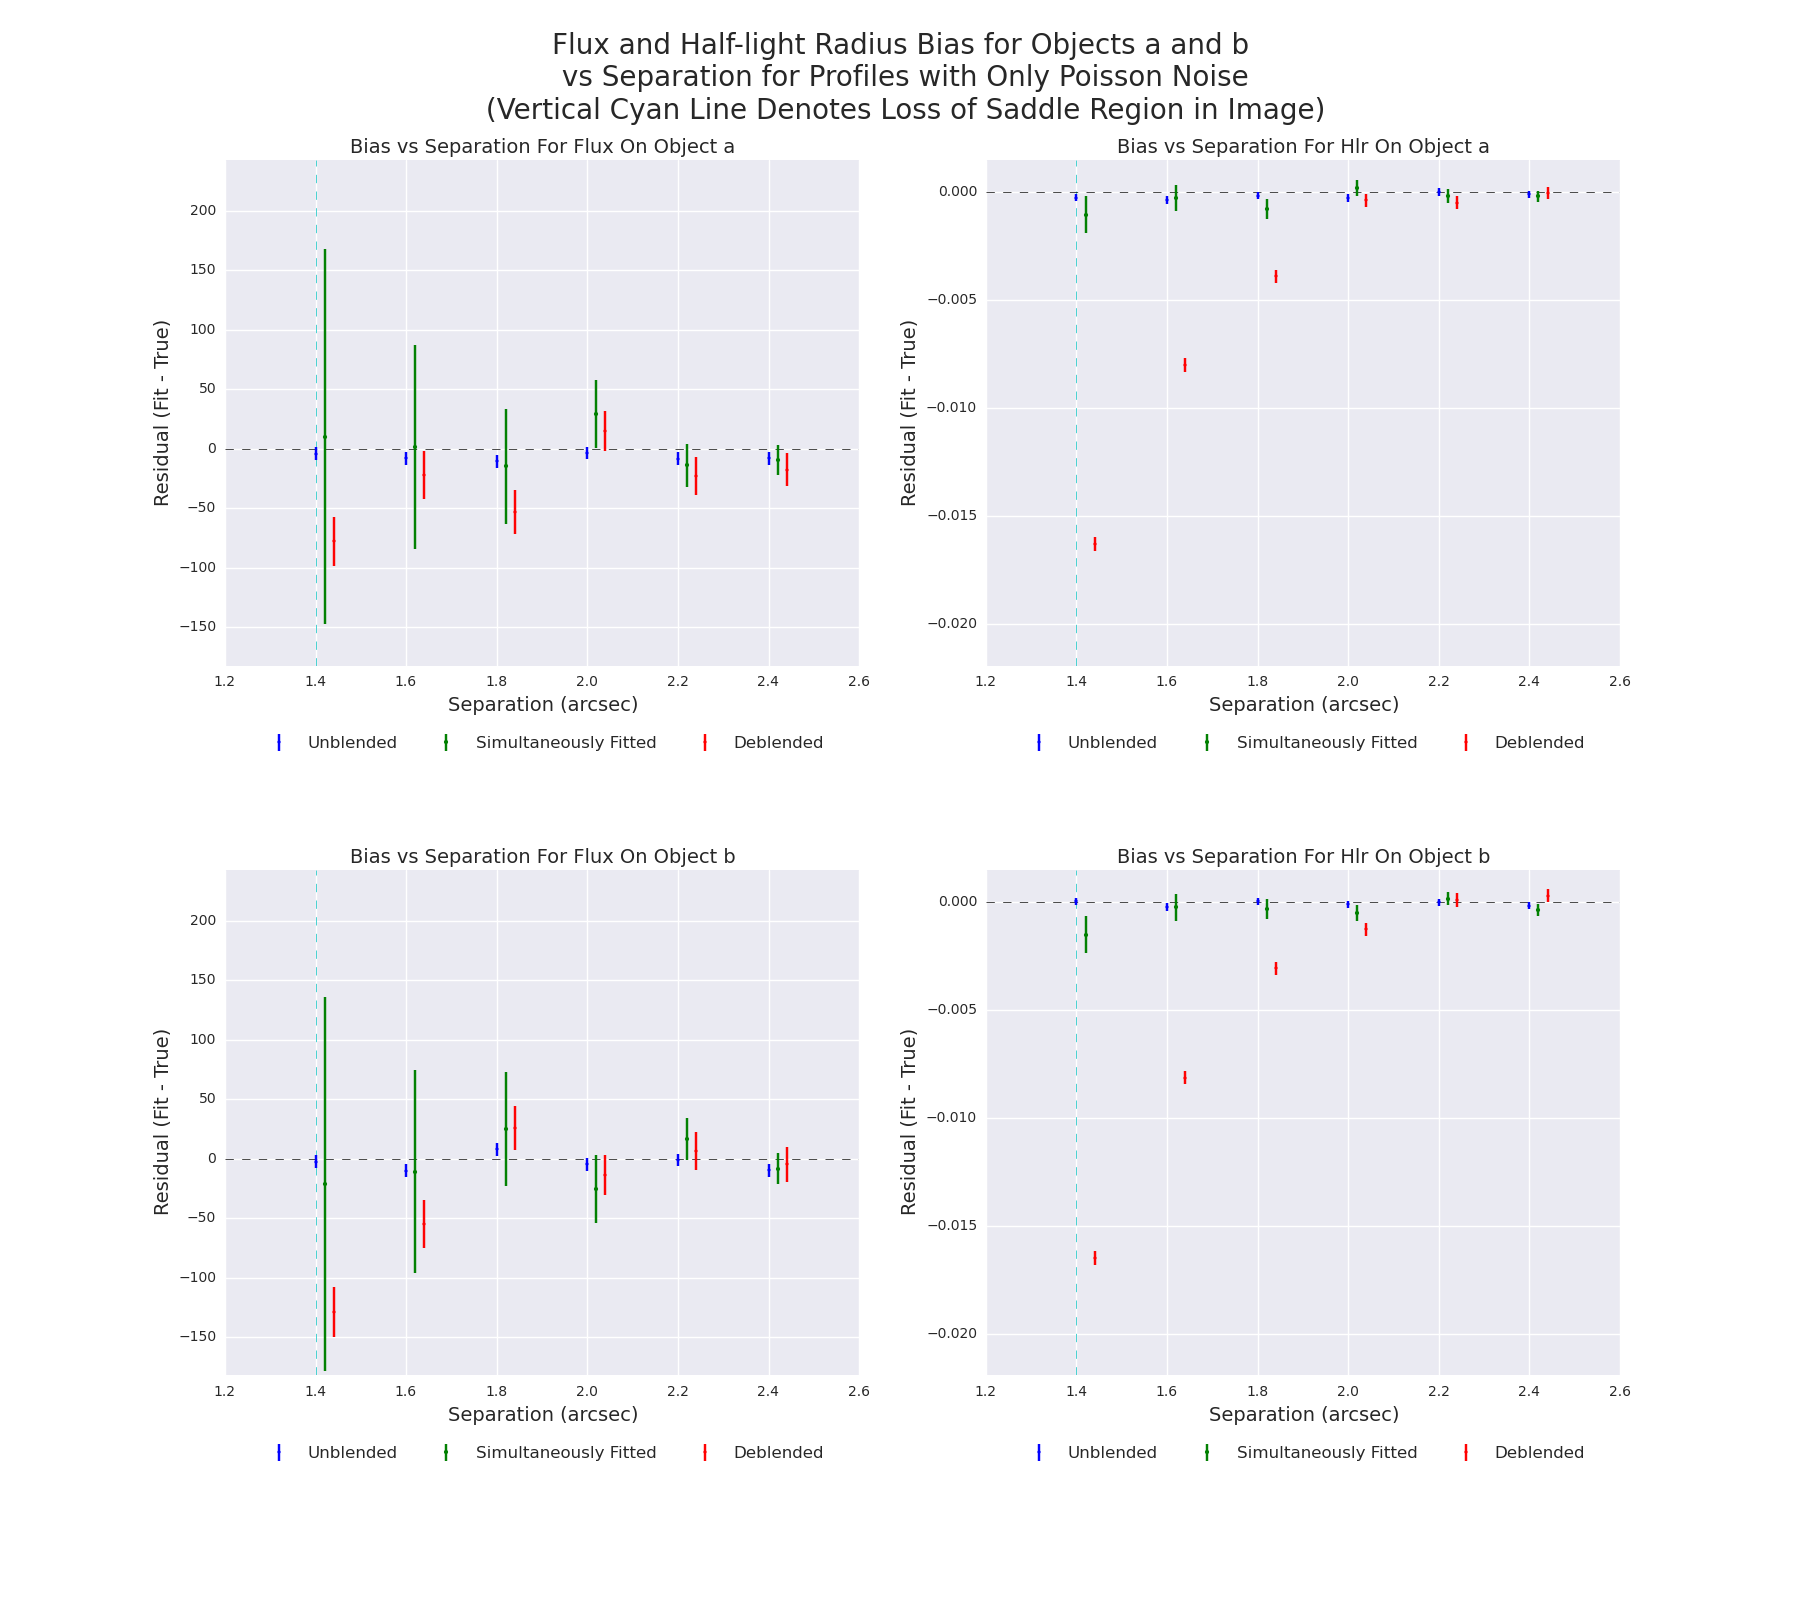 Flux and Half-light Radius Bias for Objects a and b
vs Separation for Profiles with Only Poisson Noise
(Vertical Cyan Line Denotes Loss of Saddle Region in Image)
Bias vs Separation For Flux On Object a
200
150
100
50
0
−50
−100
−150
Residual (Fit - True)
1.2 1.4 1.6 1.8 2.0 2.2 2.4 2.6
Separation (arcsec)
Unblended Simultaneously Fitted Deblended
Bias vs Separation For Hlr On Object a
0.000
−0.005
−0.010
−0.015
−0.020
Residual (Fit - True)
1.2 1.4 1.6 1.8 2.0 2.2 2.4 2.6
Separation (arcsec)
Unblended Simultaneously Fitted Deblended
Bias vs Separation For Flux On Object b
200
150
100
50
0
−50
−100
−150
Residual (Fit - True)
1.2 1.4 1.6 1.8 2.0 2.2 2.4 2.6
Separation (arcsec)
Unblended Simultaneously Fitted Deblended
Bias vs Separation For Hlr On Object b
0.000
−0.005
−0.010
−0.015
−0.020
Residual (Fit - True)
1.2 1.4 1.6 1.8 2.0 2.2 2.4 2.6
Separation (arcsec)
Unblended Simultaneously Fitted Deblended